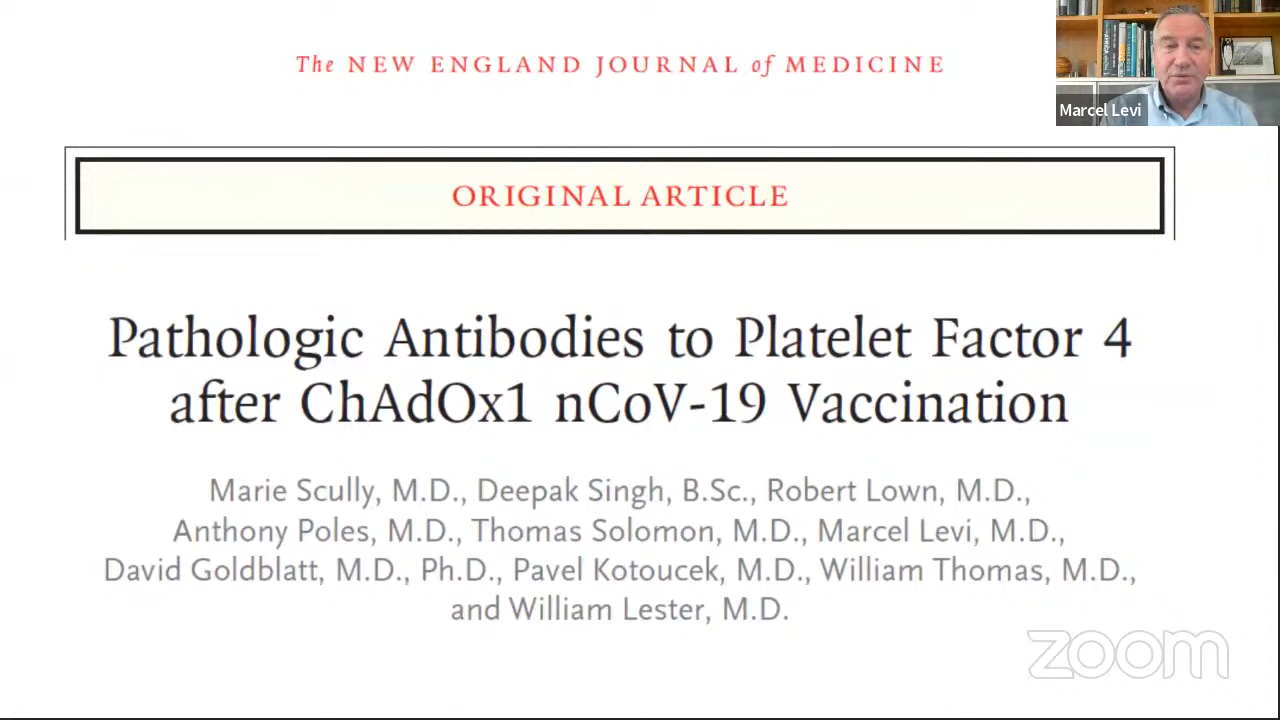 The NEW ENGLAND JOURNAL of MEDICINE
Marcel Levi
ORIGINAL ARTICLE
Pathologic Antibodies to Platelet Factor 4
after ChAdOx1 nCoV-19 Vaccination
Marie Scully, M.D., Deepak Singh, B.Sc., Robert Lown, M.D.,
Anthony Poles, M.D., Thomas Solomon, M.D., Marcel Levi, M.D.,
David Goldblatt, M.D., Ph.D., Pavel Kotoucek, M.D., William Thomas, M.D.,
and William Lester, M.D.
zoom